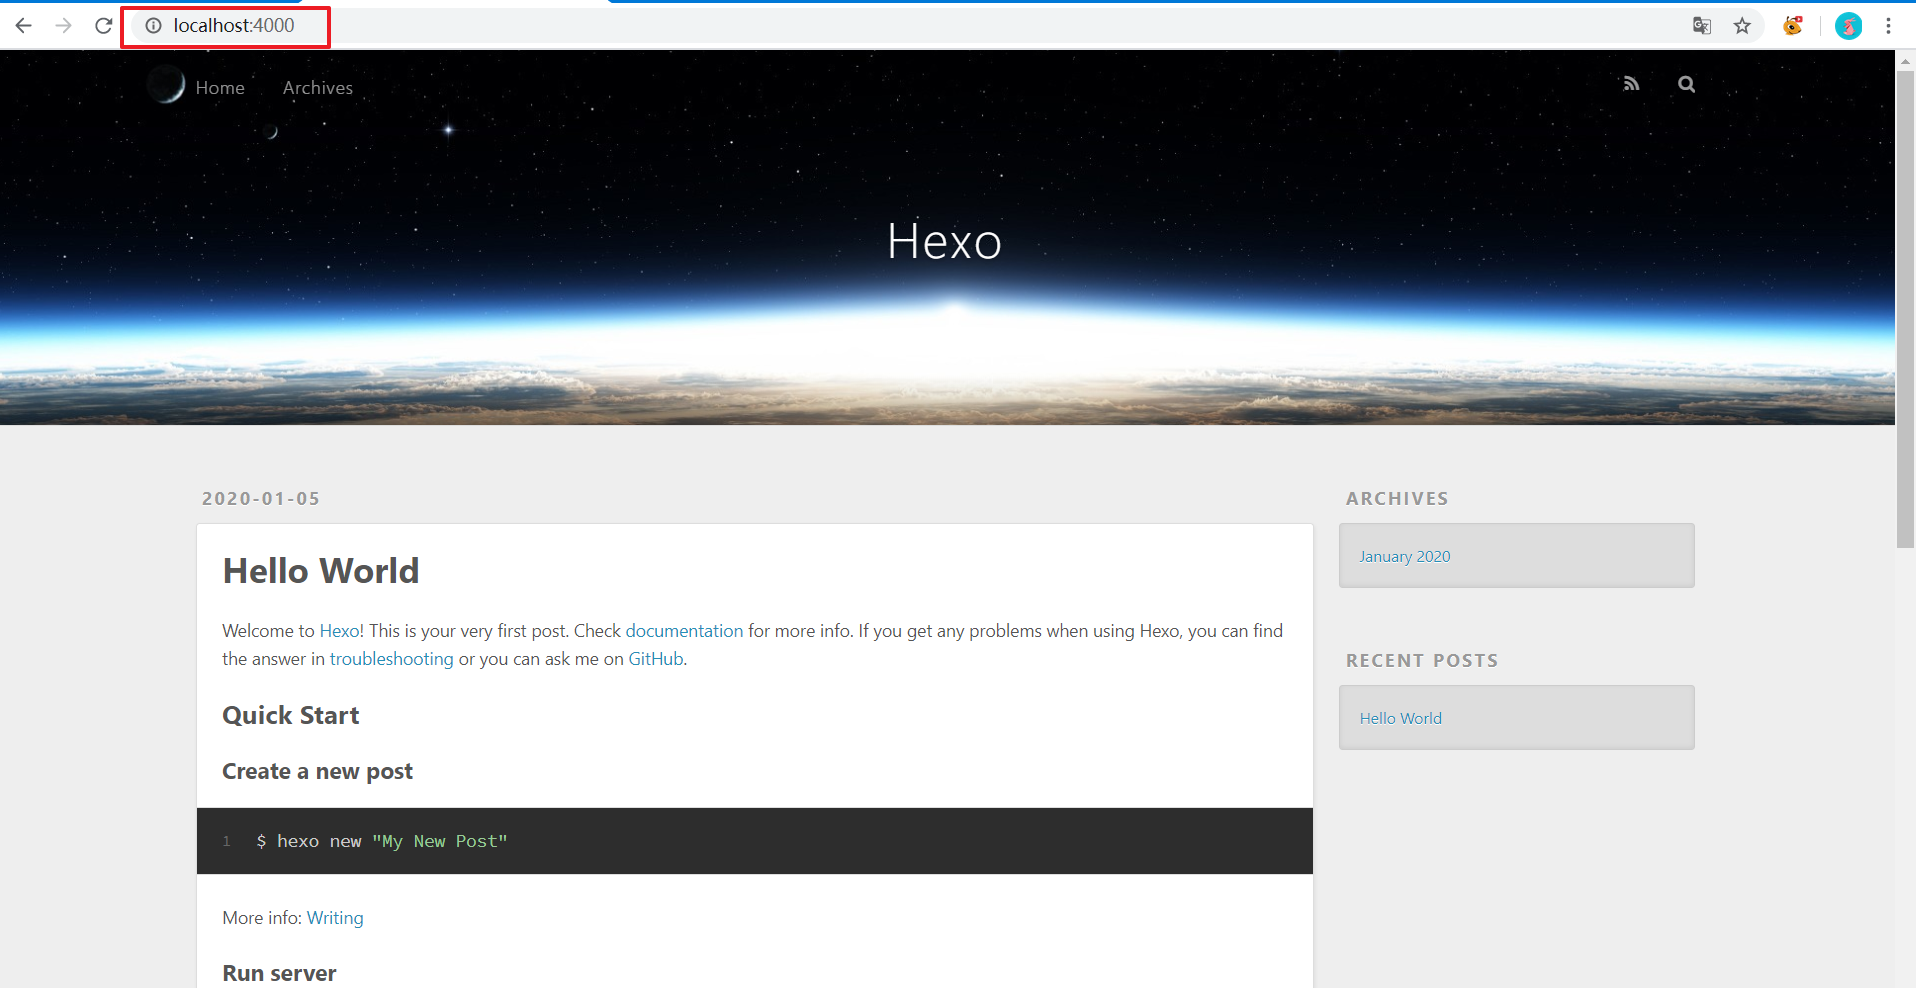 localhost:4000
Home Archives
Hexo
2020-01-05
Hello World
Welcome to Hexo! This is your very first post. Check documentation for more info. If you get any problems when using Hexo, you can find
the answer in troubleshooting or you can ask me on GitHub.
Quick Start
Create a new post
1 $ hexo new "My New Post"
More info: Writing
Run server
ARCHIVES
January 2020
RECENT POSTS
Hello World